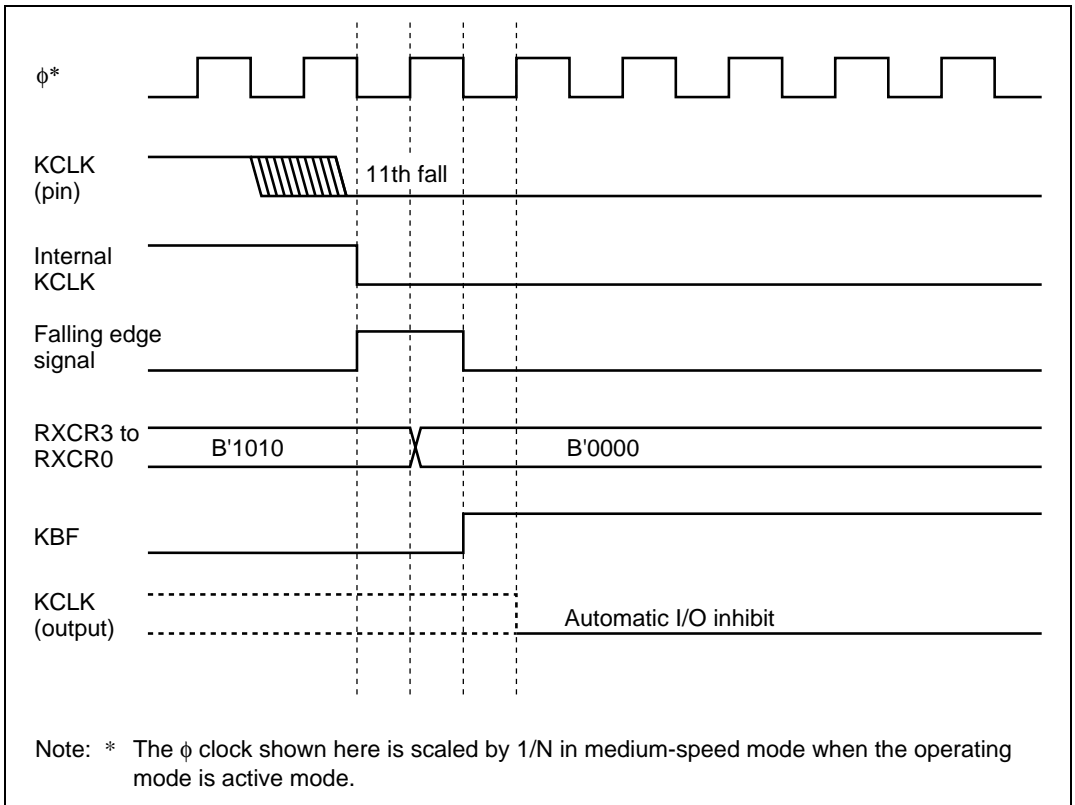 ϕ*
KCLK
(pin)
11th fall
Internal
KCLK
Falling edge
signal
RXCR3 to
RXCR0
B'1010
B'0000
KBF
KCLK
(output)
Automatic I/O inhibit
Note: * The ϕ clock shown here is scaled by 1/N in medium-speed mode when the operating
mode is active mode.